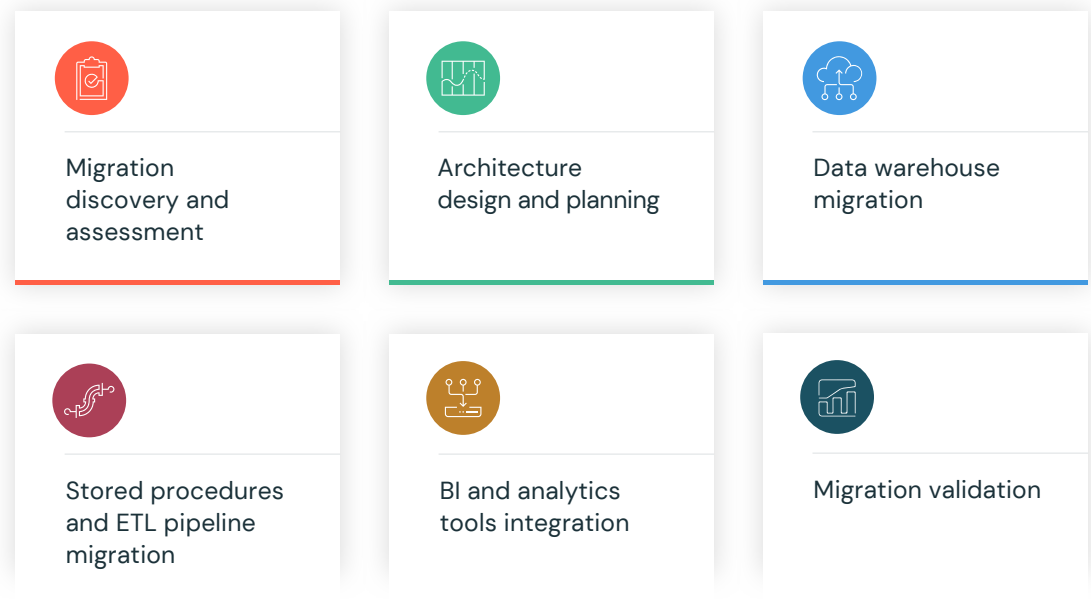 Migration
discovery and
assessment
Architecture
design and planning
Data warehouse
migration
Stored procedures
and ETL pipeline
migration
BI and analytics
tools integration
Migration validation